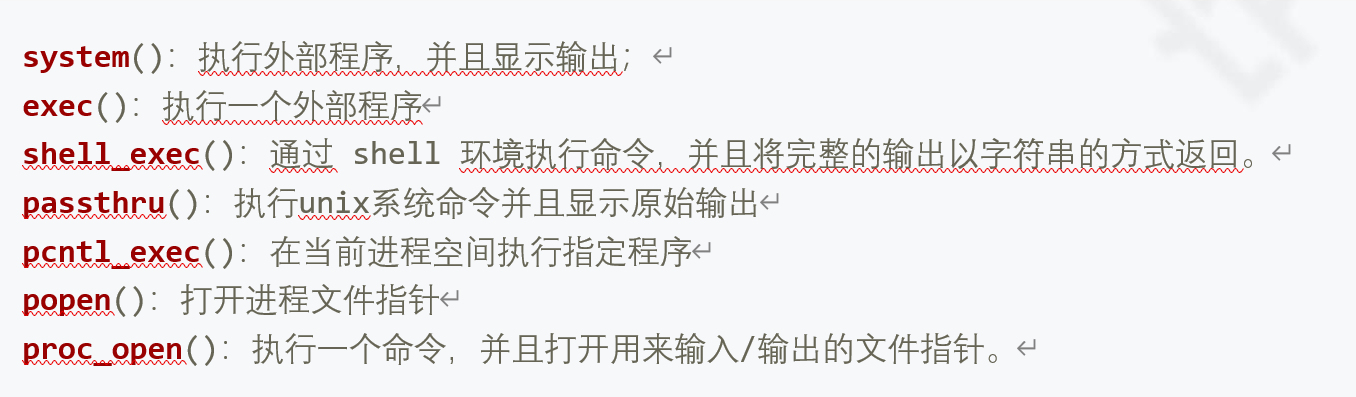 system(): 执行外部程序, 并且显示输出;
exec(): 执行一个外部程序
shell_exec(): 通过 shell 环境执行命令, 并且将完整的输出以字符串的方式返回。
passthru(): 执行unix系统命令并且显示原始输出
pcntl_exec(): 在当前进程空间执行指定程序
popen(): 打开进程文件指针
proc_open(): 执行一个命令, 并且打开用来输入/输出的文件指针。